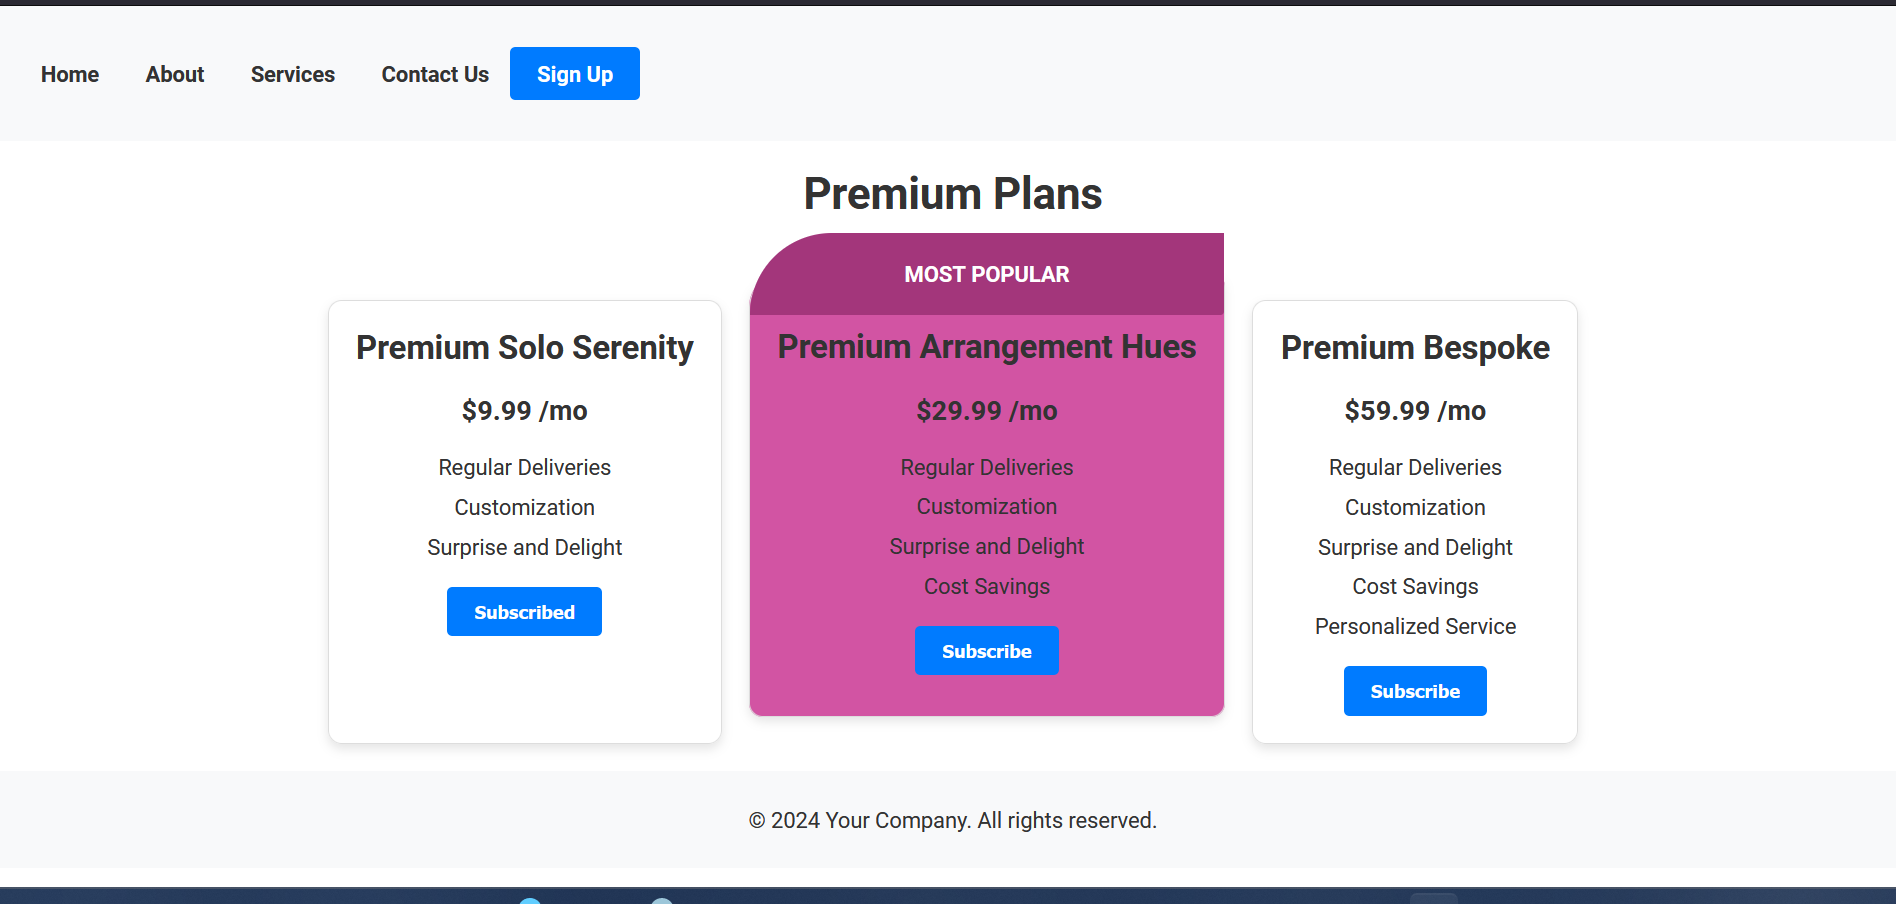 Home About Services Contact Us Sign Up
Premium Plans
MOST POPULAR
Premium Solo Serenity
$9.99 /mo
Regular Deliveries
Customization
Surprise and Delight
Subscribed
Premium Arrangement Hues
$29.99 /mo
Regular Deliveries
Customization
Surprise and Delight
Cost Savings
Subscribe
Premium Bespoke
$59.99 /mo
Regular Deliveries
Customization
Surprise and Delight
Cost Savings
Personalized Service
Subscribe
© 2024 Your Company. All rights reserved.